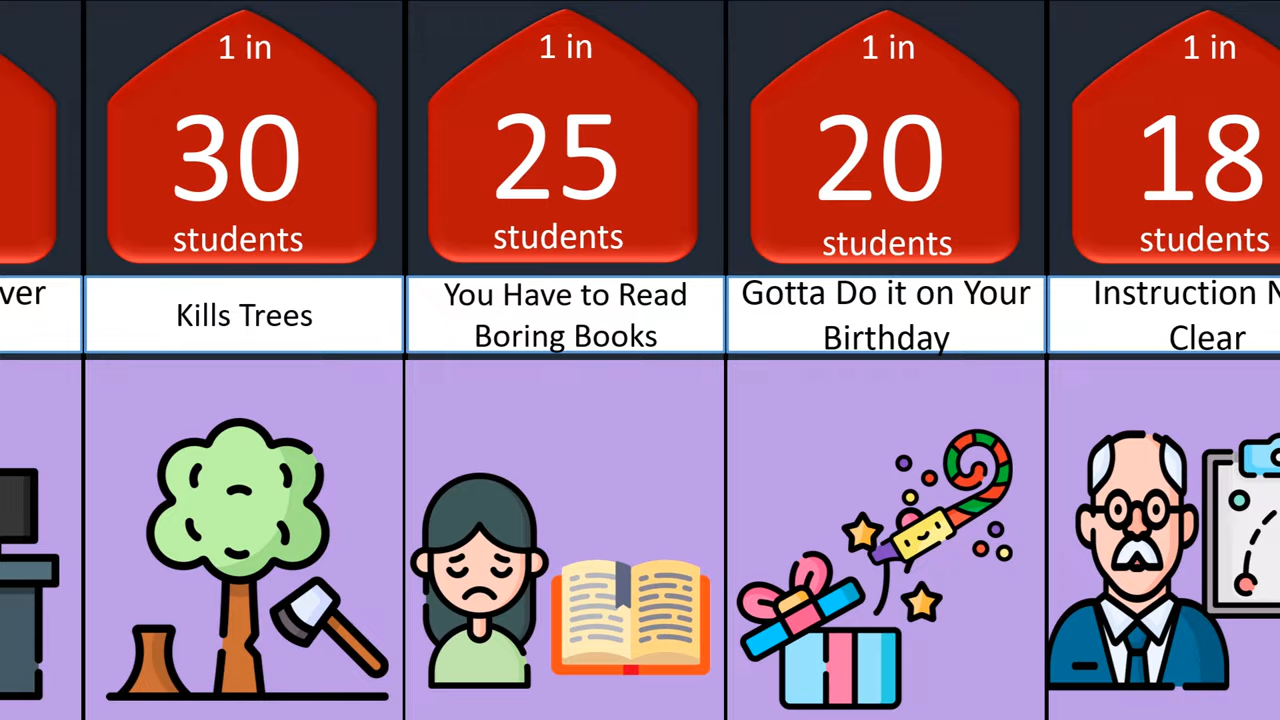 1 in
30
students
Kills Trees
1 in
25
students
You Have to Read
Boring Books
1 in
20
students
Gotta Do it on Your
Birthday
1 in
18
students
Instruction
Clear